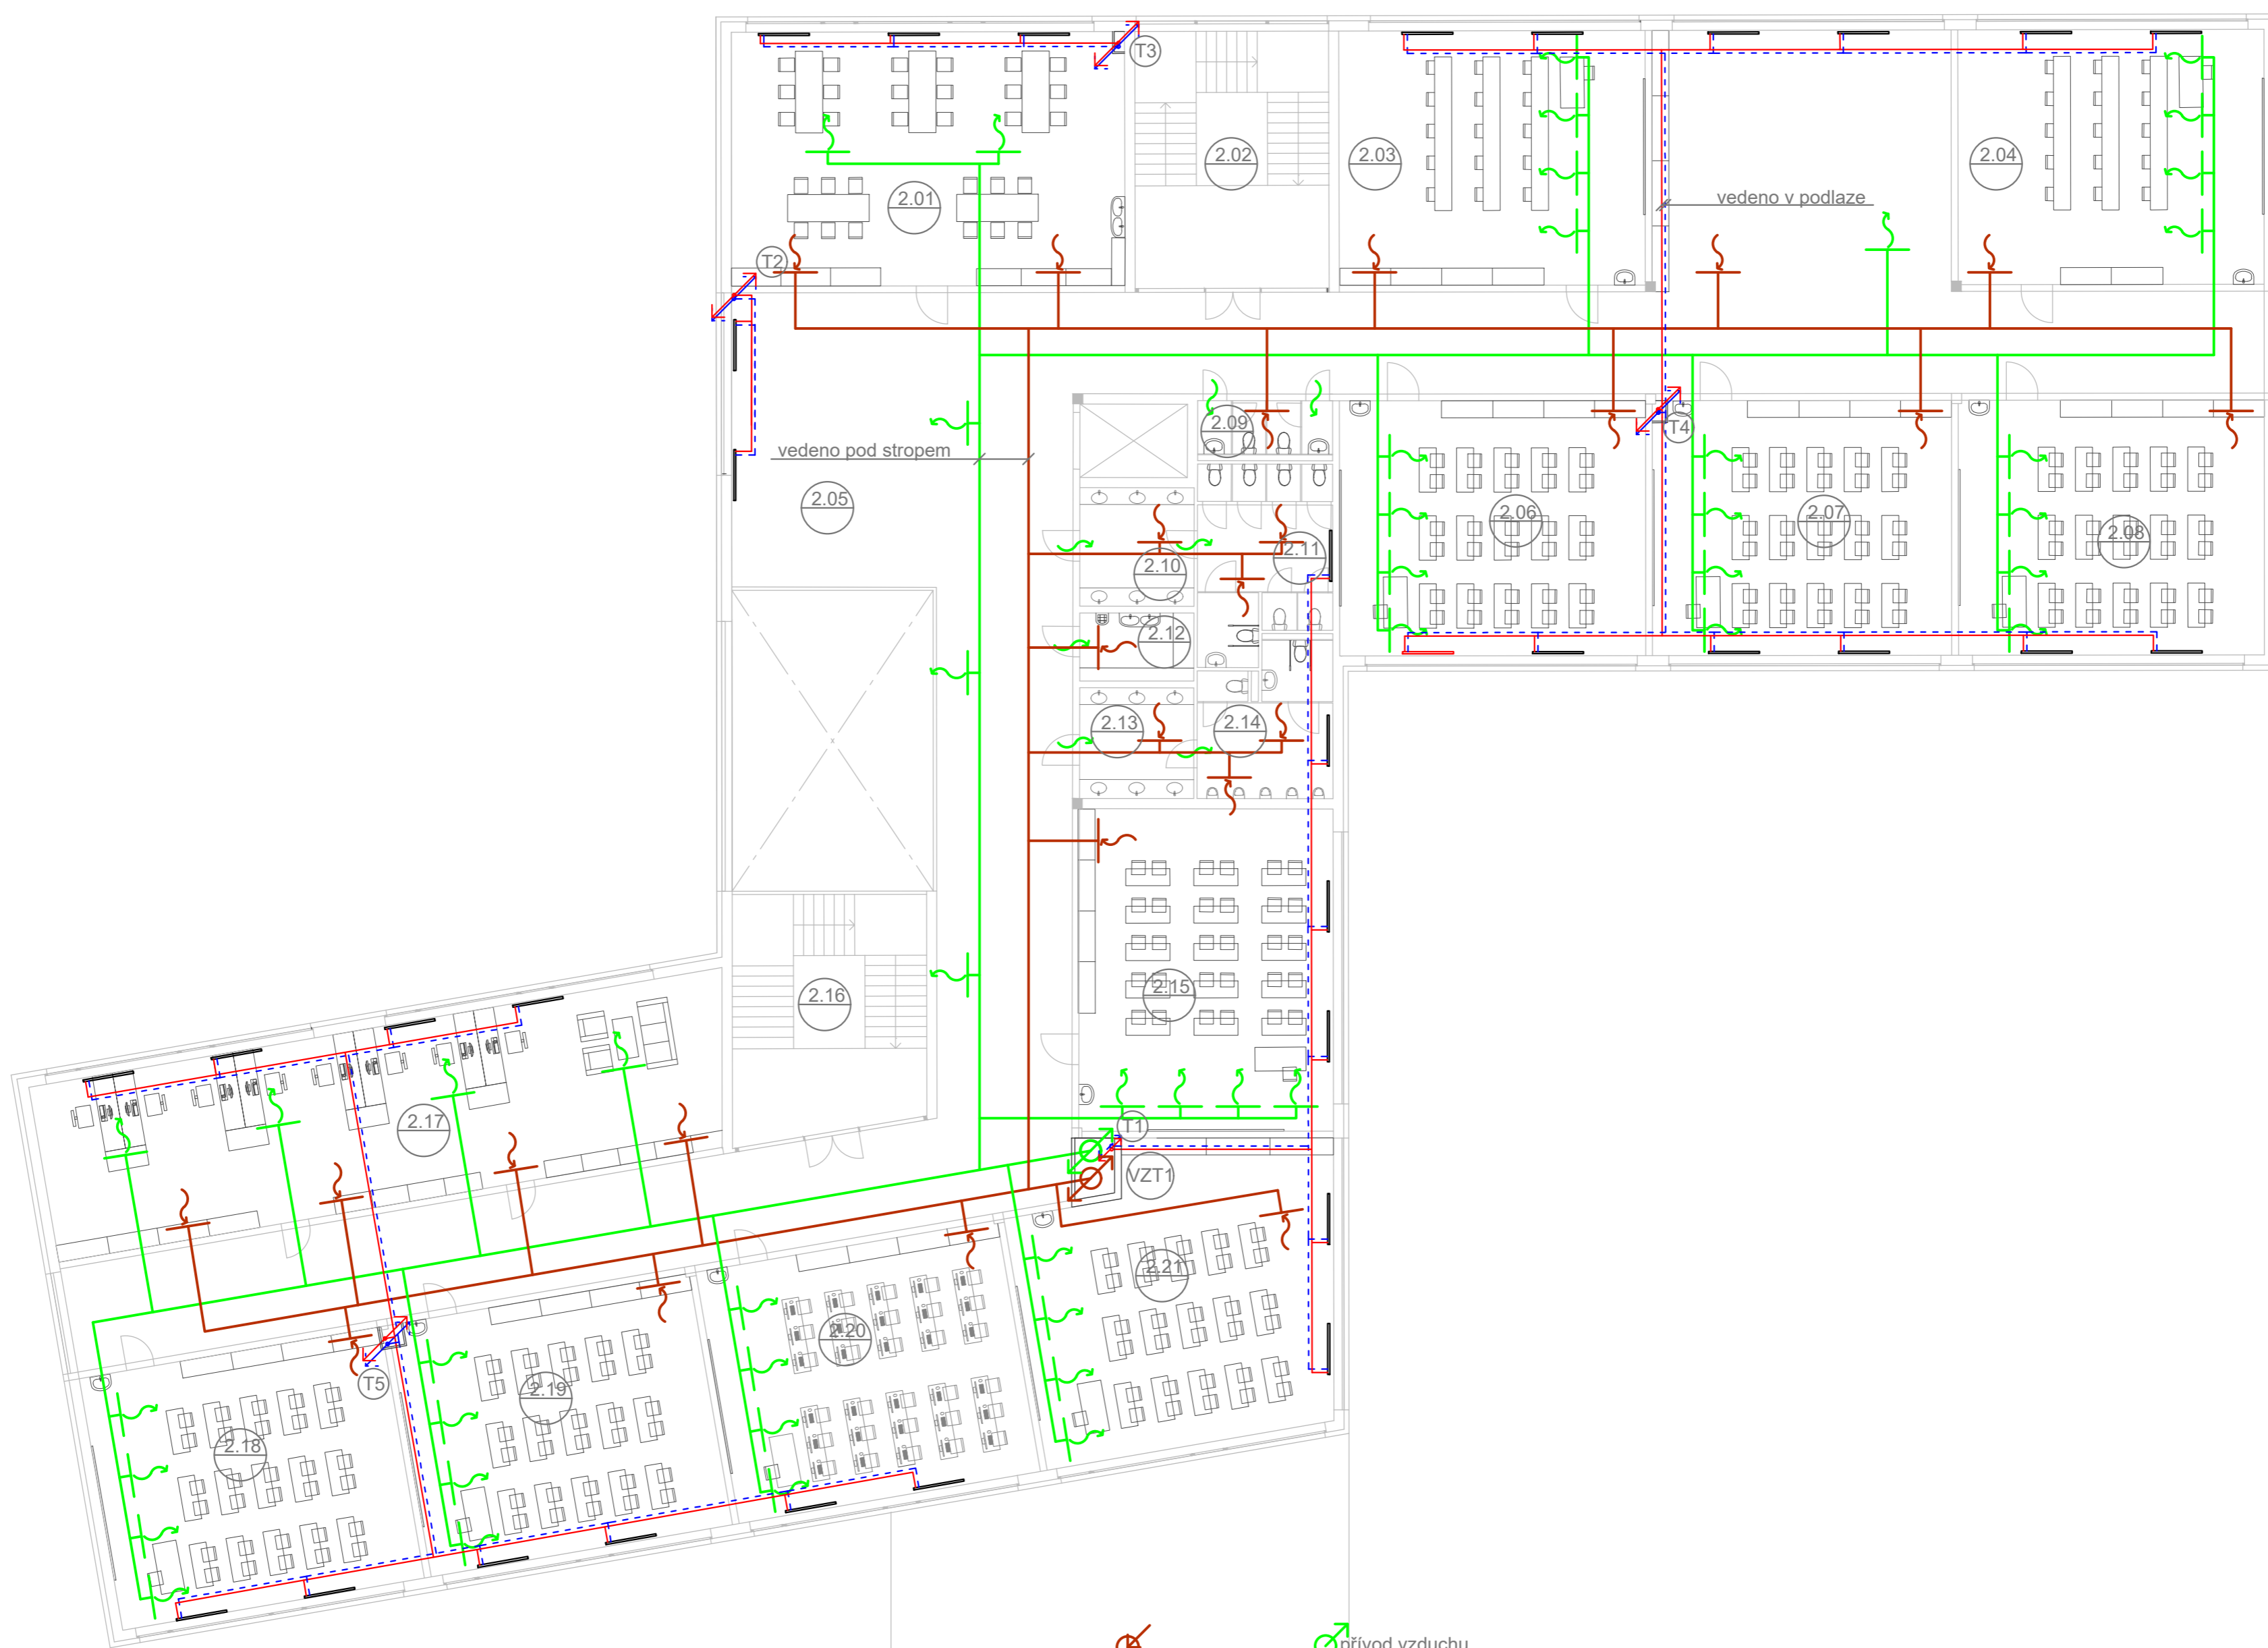 T3
2.02
2.03
2.04
2.01
vedeno v podlaze
T2
2.09
T4
vedeno pod stropem
2.05
2.06
2.07
2.08
2.11
2.10
2.12
2.13
2.14
2.15
2.16
2.17
T1
VZT1
2.21
2.20
T5
2.19
2.18
přívod vzduchu